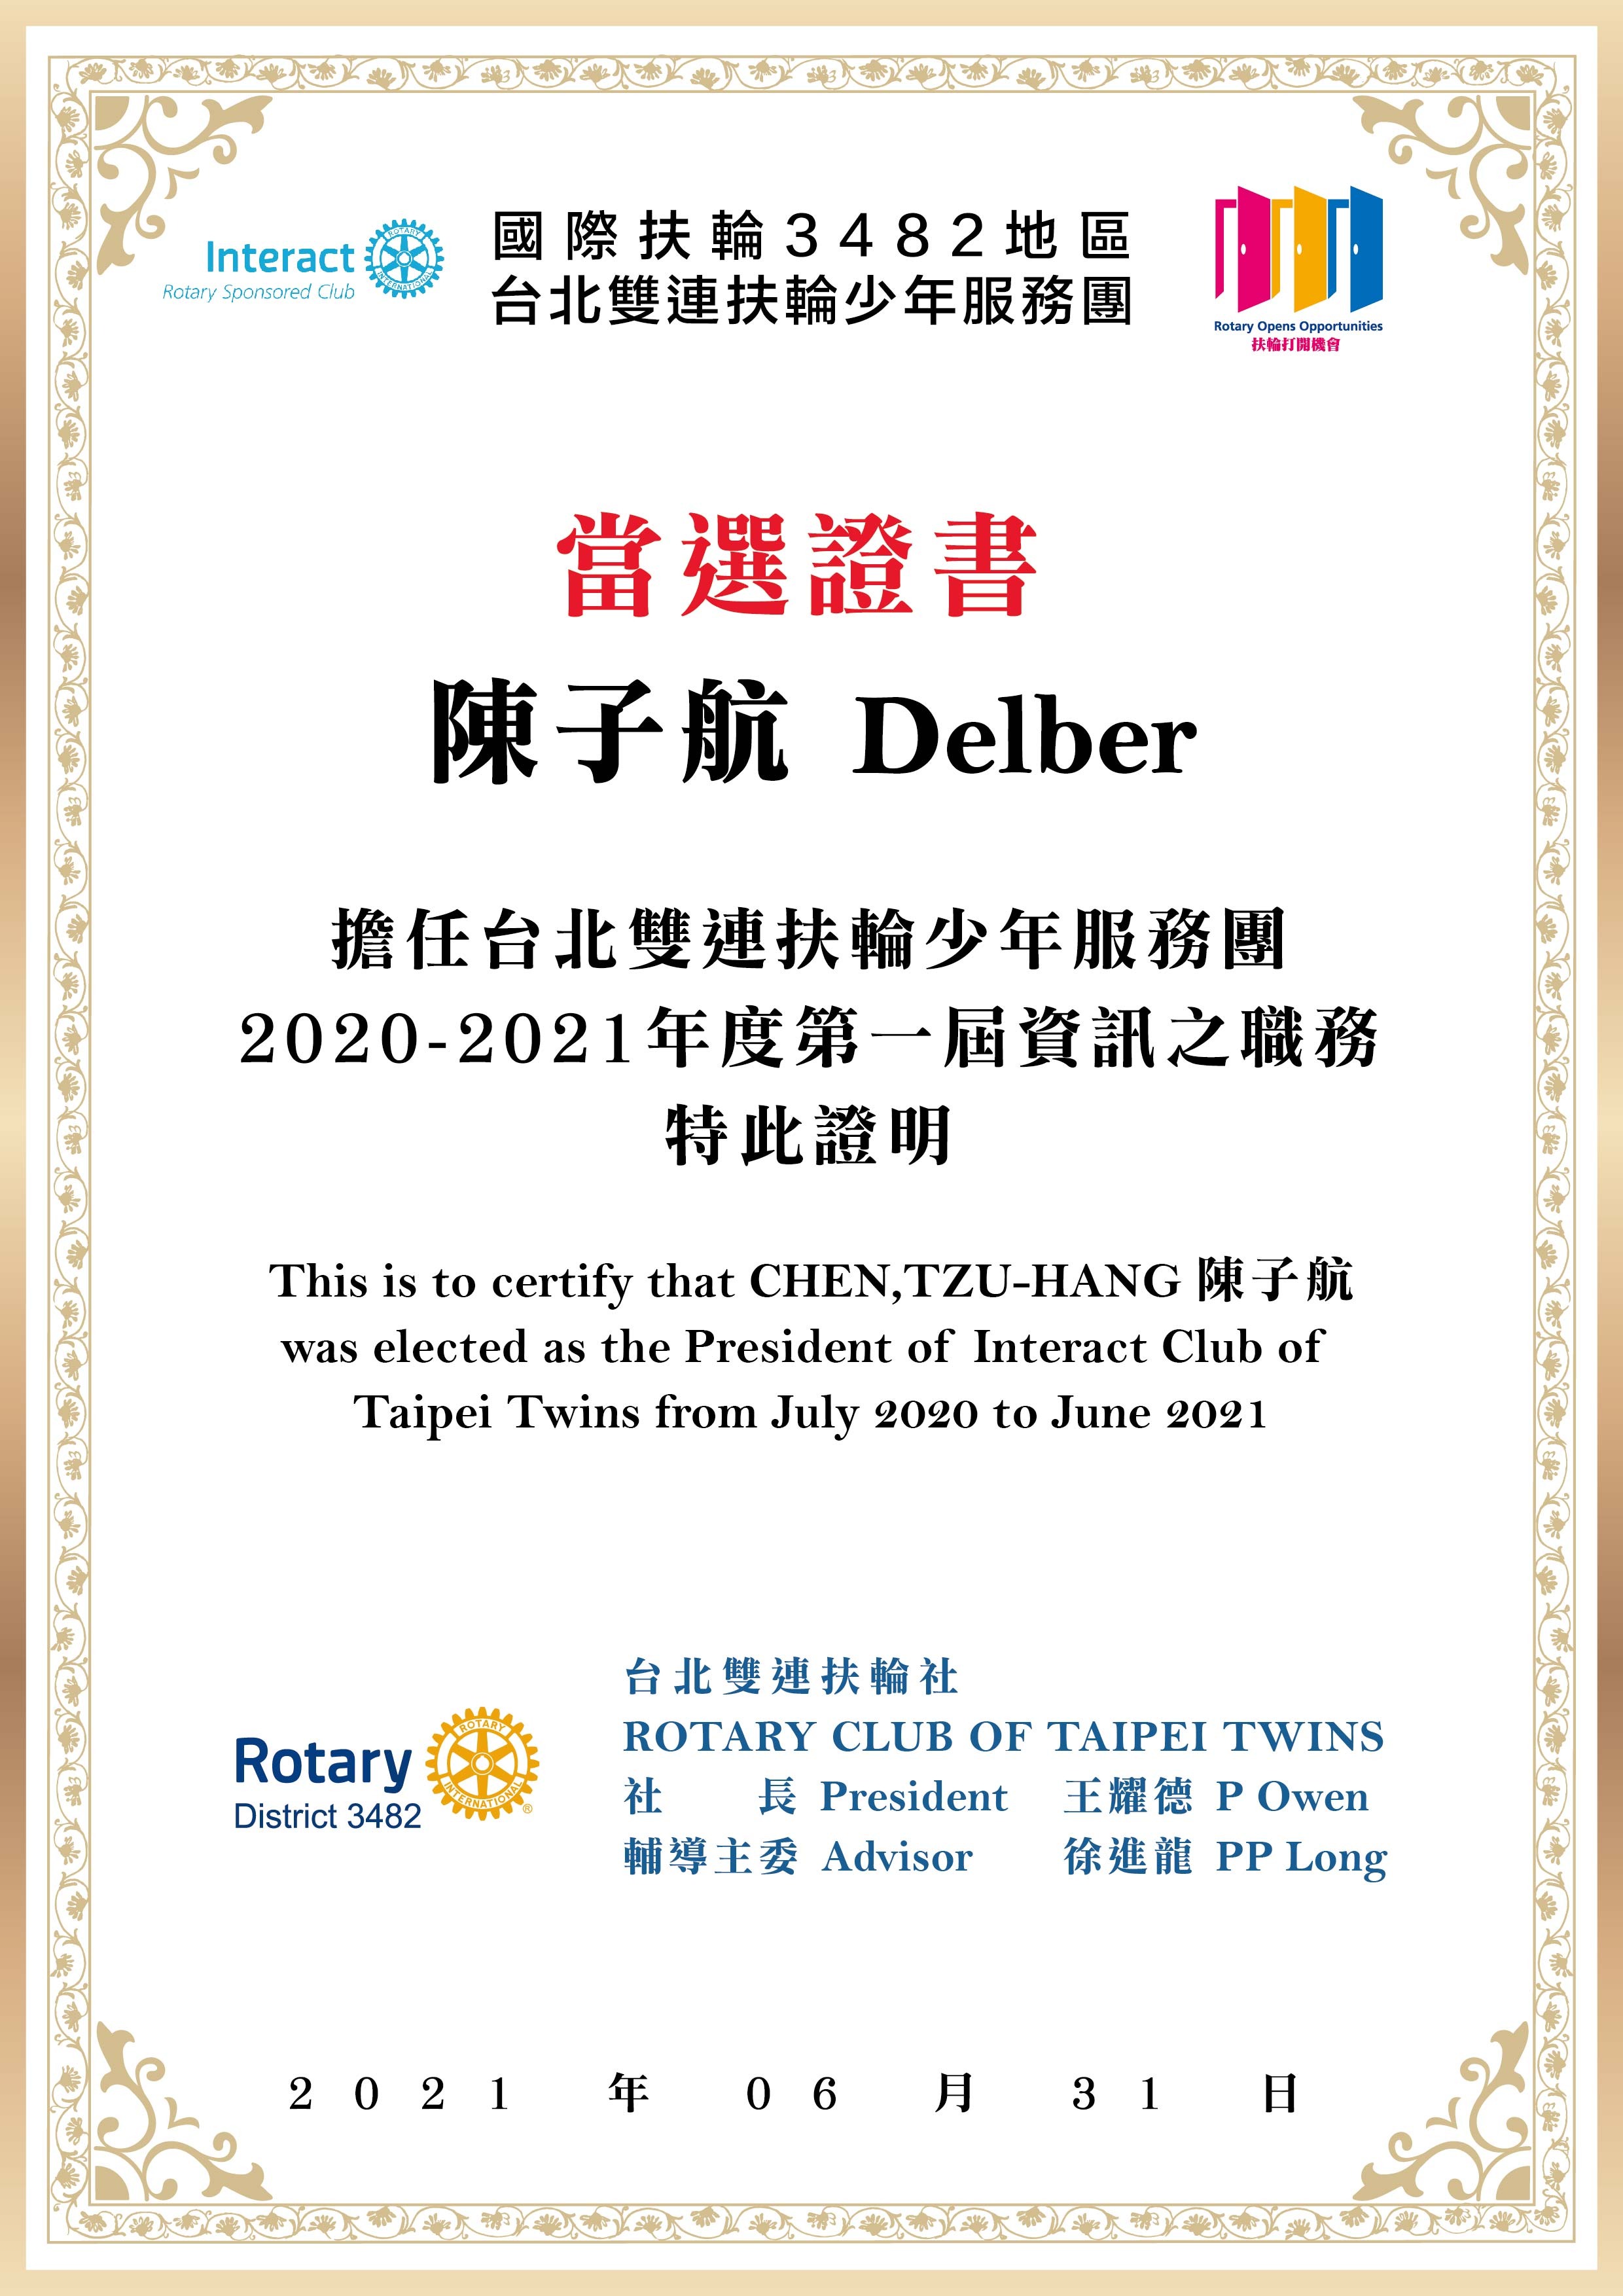 Interact
Rotary Sponsored Club
ROTARY INTERNATIONAL
國際扶輪3482地區
台北雙連扶輪少年服務團
Rotary Opens Opportunities
扶輪打開機會
當選證書
陳子航 Delber
擔任台北雙連扶輪少年服務團
2020-2021年度第一屆資訊之職務
特此證明
This is to certify that CHEN,TZU-HANG 陳子航
was elected as the President of Interact Club of
Taipei Twins from July 2020 to June 2021
Rotary
District 3482
ROTARY INTERNATIONAL ®
台北雙連扶輪社
ROTARY CLUB OF TAIPEI TWINS
社 長 President 王耀德 P Owen
輔導主委 Advisor 徐進龍 PP Long
2021 年 06 月 31 日